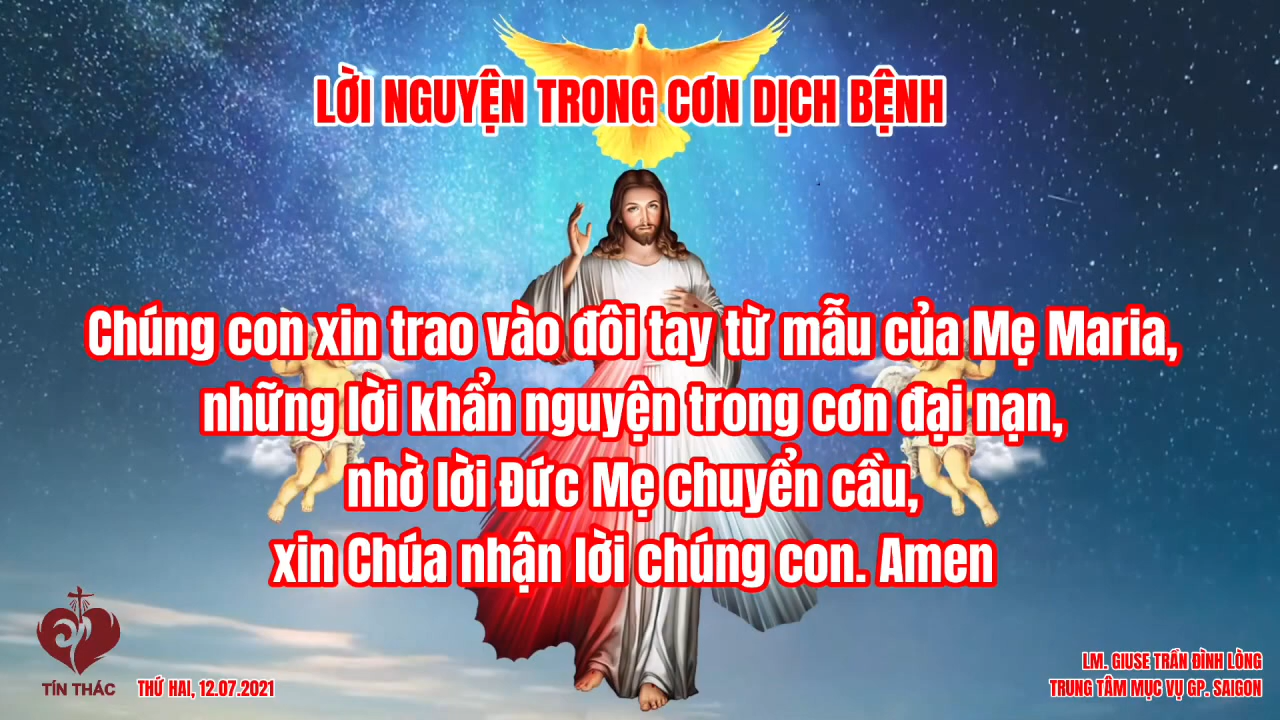 LỜI NGUYỆN TRONG CƠN DỊCH BỆNH
Chúng con xin trao vào đôi tay từ mẫu của Mẹ Maria,
những lời khẩn nguyện trong cơn đại nạn,
nhờ lời Đức Mẹ chuyển cầu,
xin Chúa nhận lời chúng con. Amen
TÍN THÁC
THỨ HAI, 12.07.2021
LM. GIUSE TRẦN ĐÌNH LÒNG
TRUNG TÂM MỤC VỤ GP. SAIGON